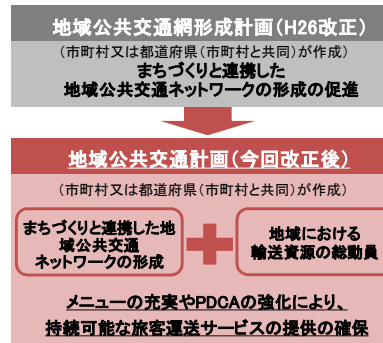 地域公共交通網形成計画（H26改正）
（市町村又は都道府県（市町村と共同）が作成）
まちづくりと連携した
地域公共交通ネットワークの形成の促進
地域公共交通計画（今回改正後）
（市町村又は都道府県（市町村と共同）が作成）
まちづくりと連携した地
域公共交通
ネットワークの形成
地域における
輸送資源の総動員
メニューの充実やPDCAの強化により、
持続可能な旅客運送サービスの提供の確保